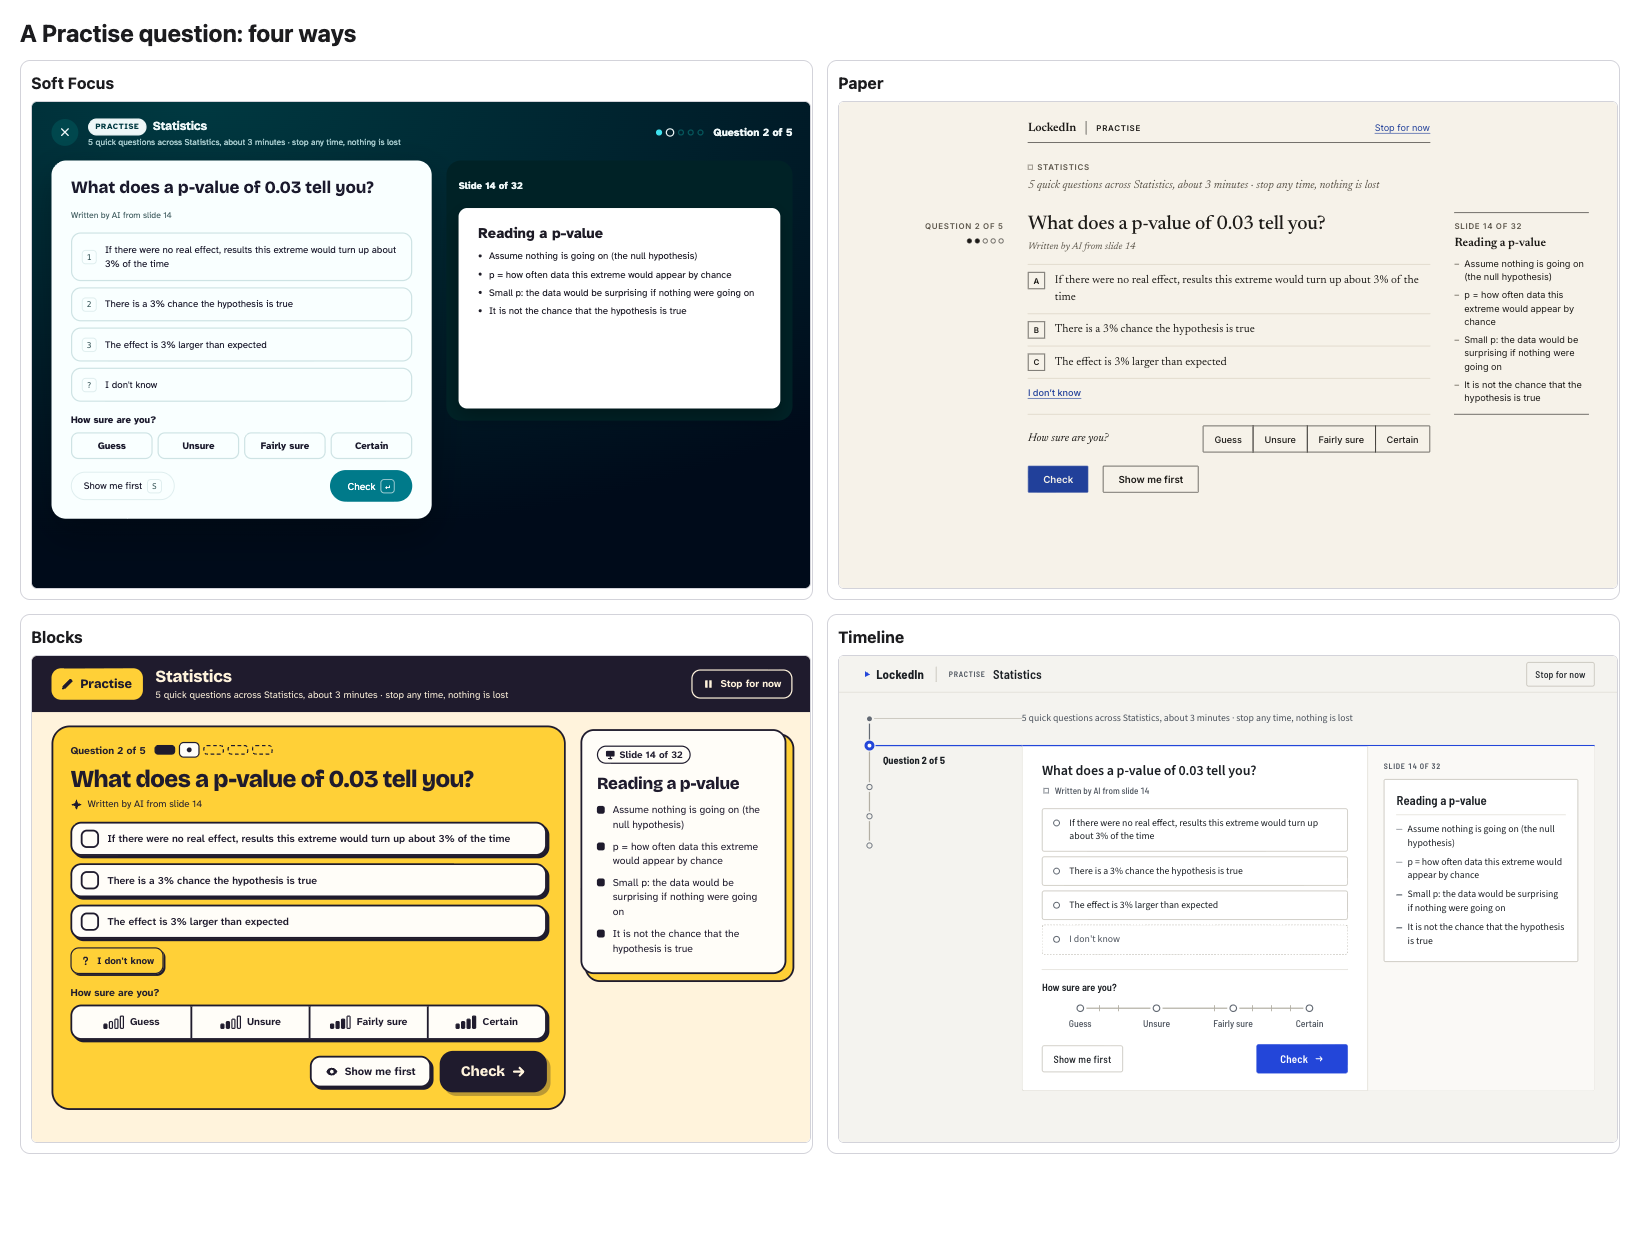 A Practise question: four ways
Soft Focus
PRACTISE Statistics
5 quick questions across Statistics, about 3 minutes · stop any time, nothing is lost
Question 2 of 5
What does a p-value of 0.03 tell you?
Written by AI from slide 14
1 If there were no real effect, results this extreme would turn up about
3% of the time
2 There is a 3% chance the hypothesis is true
3 The effect is 3% larger than expected
? I don't know
How sure are you?
Guess Unsure Fairly sure Certain
Show me first S
Check ↵
Slide 14 of 32
Reading a p-value
• Assume nothing is going on (the null hypothesis)
• p = how often data this extreme would appear by chance
• Small p: the data would be surprising if nothing were going on
• It is not the chance that the hypothesis is true
Paper
LockedIn | PRACTISE
Stop for now
STATISTICS
5 quick questions across Statistics, about 3 minutes · stop any time, nothing is lost
QUESTION 2 OF 5
What does a p-value of 0.03 tell you?
Written by AI from slide 14
A If there were no real effect, results this extreme would turn up about 3% of the
time
B There is a 3% chance the hypothesis is true
C The effect is 3% larger than expected
I don't know
How sure are you?
Guess Unsure Fairly sure Certain
Check
Show me first
SLIDE 14 OF 32
Reading a p-value
– Assume nothing is going on
(the null hypothesis)
– p = how often data this
extreme would appear by
chance
– Small p: the data would be
surprising if nothing were
going on
– It is not the chance that the
hypothesis is true
Blocks
Practise
Statistics
5 quick questions across Statistics, about 3 minutes · stop any time, nothing is lost
Stop for now
Question 2 of 5
What does a p-value of 0.03 tell you?
Written by AI from slide 14
If there were no real effect, results this extreme would turn up about 3% of the time
There is a 3% chance the hypothesis is true
The effect is 3% larger than expected
? I don't know
How sure are you?
Guess Unsure Fairly sure Certain
Show me first
Check →
Slide 14 of 32
Reading a p-value
Assume nothing is going on (the
null hypothesis)
p = how often data this extreme
would appear by chance
Small p: the data would be
surprising if nothing were going
on
It is not the chance that the
hypothesis is true
Timeline
LockedIn PRACTISE Statistics
Stop for now
5 quick questions across Statistics, about 3 minutes · stop any time, nothing is lost
Question 2 of 5
What does a p-value of 0.03 tell you?
Written by AI from slide 14
If there were no real effect, results this extreme would turn up
about 3% of the time
There is a 3% chance the hypothesis is true
The effect is 3% larger than expected
I don't know
How sure are you?
Guess Unsure Fairly sure Certain
Show me first
Check →
SLIDE 14 OF 32
Reading a p-value
– Assume nothing is going on (the null
hypothesis)
– p = how often data this extreme would
appear by chance
– Small p: the data would be surprising
if nothing were going on
– It is not the chance that the hypothesis
is true